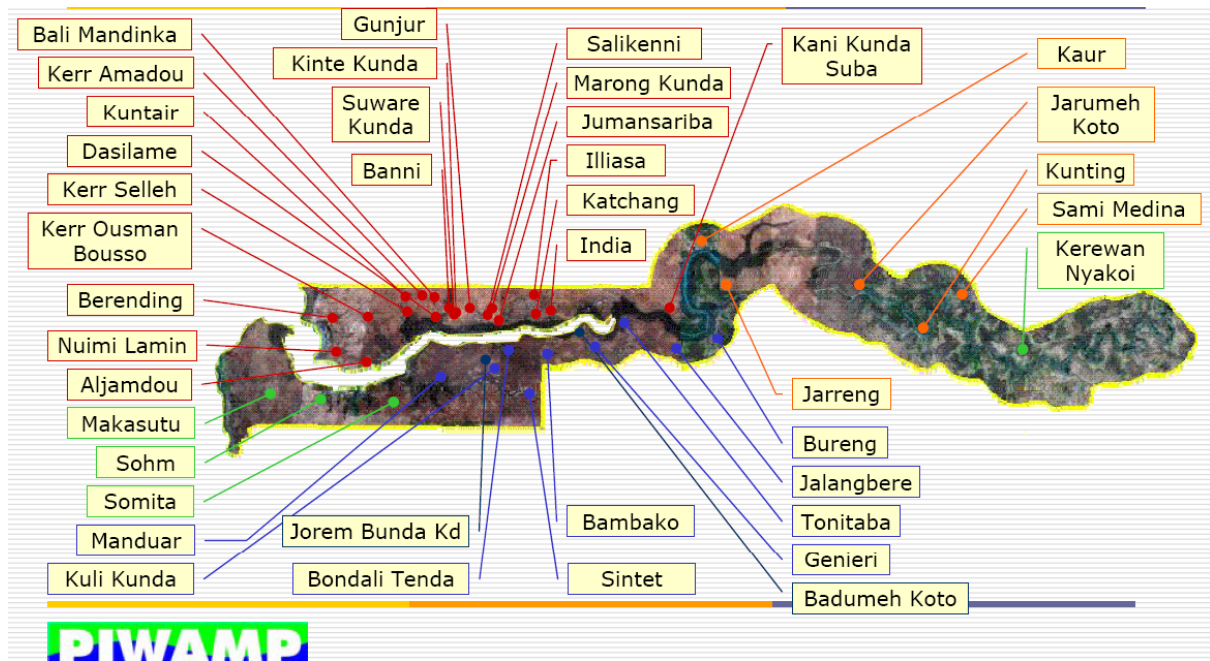 Bali Mandinka
Kerr Amadou
Kuntair
Dasilame
Kerr Selleh
Kerr Ousman
Bousso
Berending
Nuimi Lamin
Aljamdou
Makasutu
Sohm
Somita
Manduar
Kuli Kunda
Gunjur
Kinte Kunda
Suware
Kunda
Banni
Jorem Bunda Kd
Bondali Tenda
Salikenni
Marong Kunda
Jumansariba
Illiasa
Katchang
India
Bambako
Sintet
Kani Kunda
Suba
Kaur
Jarumeh
Koto
Kunting
Sami Medina
Kerewan
Nyakoi
Jarreng
Bureng
Jalangbere
Tonitaba
Genieri
Badumeh Koto
PIWAMP